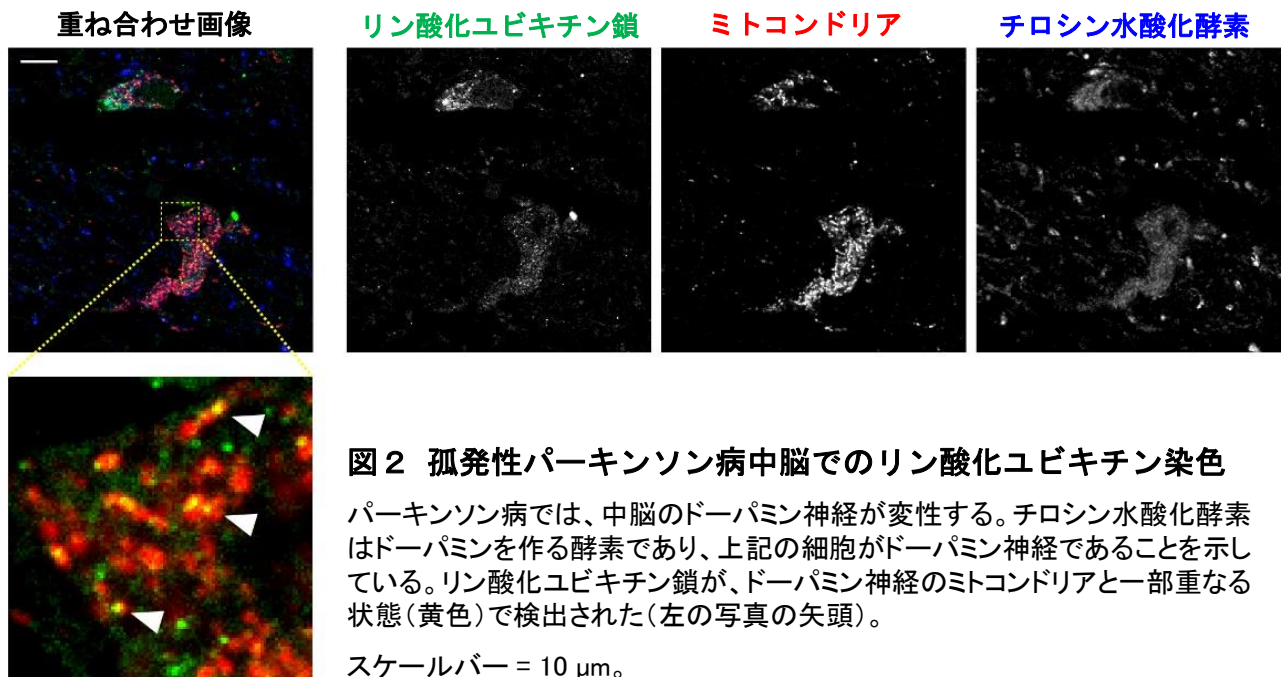 重ね合わせ画像
リン酸化ユビキチン鎖
ミトコンドリア
チロシン水酸化酵素
図2 孤発性パーキンソン病中脳でのリン酸化ユビキチン染色
パーキンソン病では、中脳のドーパミン神経が変性する。チロシン水酸化酵素
はドーパミンを作る酵素であり、上記の細胞がドーパミン神経であることを示し
ている。リン酸化ユビキチン鎖が、ドーパミン神経のミトコンドリアと一部重なる
状態(黄色)で検出された(左の写真の矢頭)。
スケールバー = 10 μm。